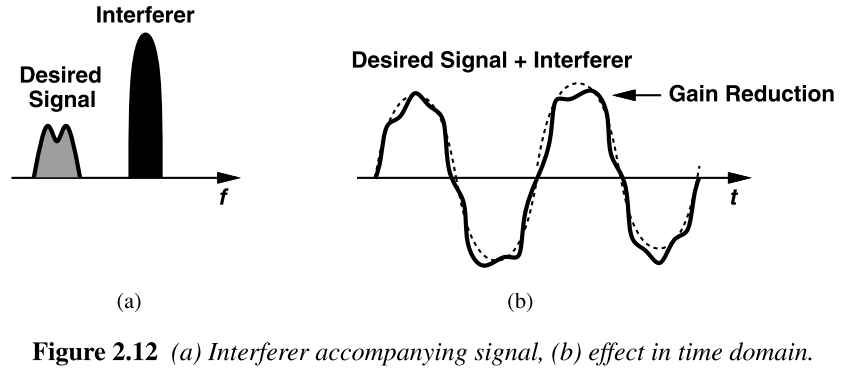 Interferer
Desired
Signal
f
(a)
Desired Signal + Interferer
Gain Reduction
t
(b)
Figure 2.12 (a) Interferer accompanying signal, (b) effect in time domain.